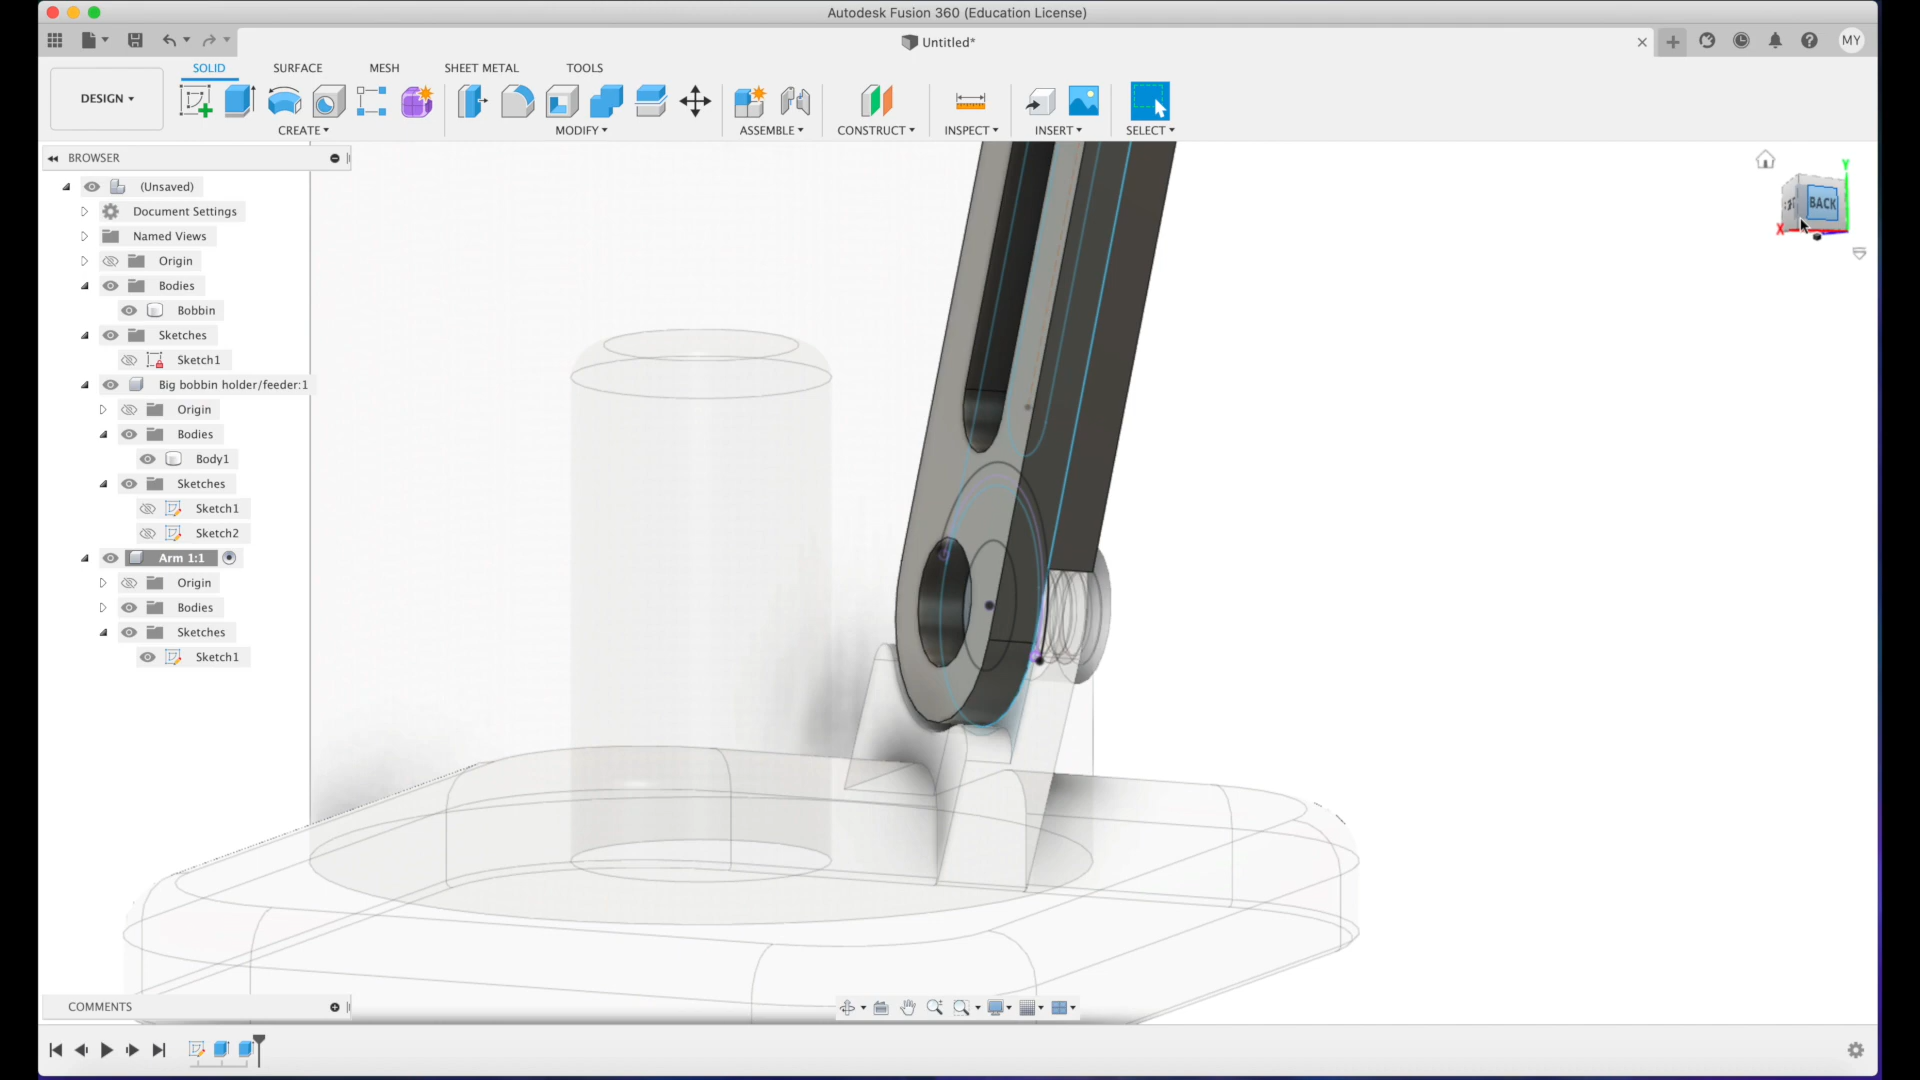 Autodesk Fusion 360 (Education License)
Untitled*
MY
DESIGN
SOLID
SURFACE
MESH
SHEET METAL
TOOLS
CREATE
MODIFY
ASSEMBLE
CONSTRUCT
INSPECT
INSERT
SELECT
BROWSER
(Unsaved)
Document Settings
Named Views
Origin
Bodies
Bobbin
Sketches
Sketch1
Big bobbin holder/feeder:1
Origin
Bodies
Body1
Sketches
Sketch1
Sketch2
Arm 1:1
Origin
Bodies
Sketches
Sketch1
Y
BACK
X
COMMENTS